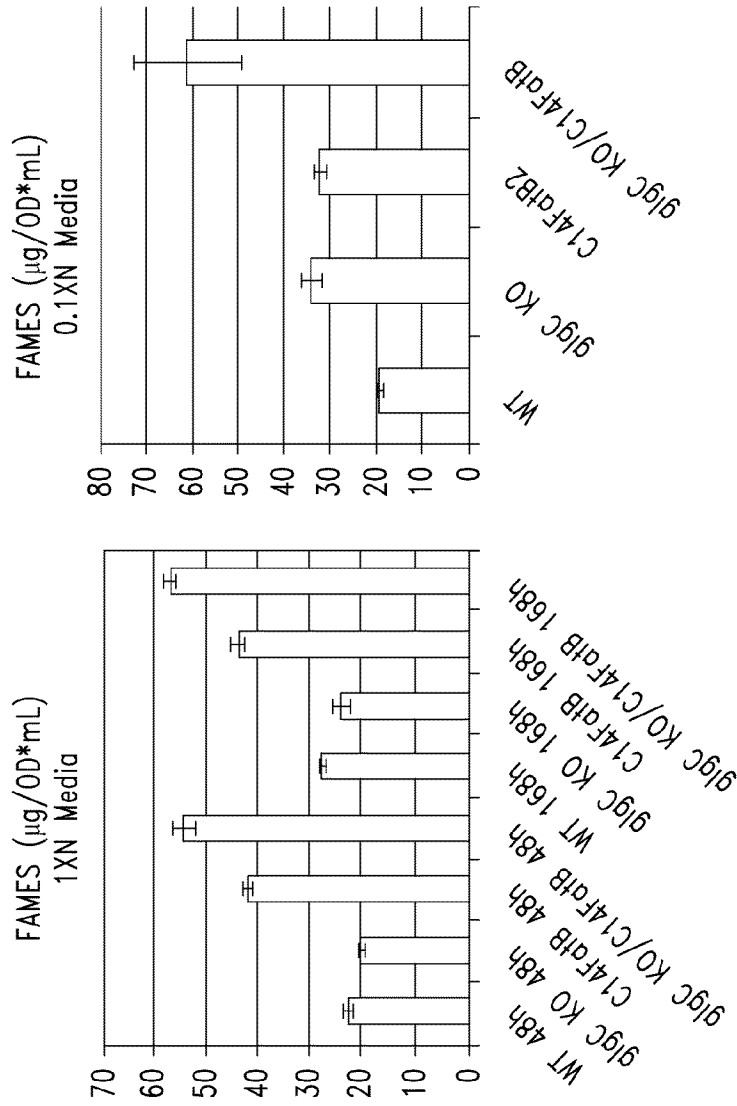 FAMES (µg/OD*mL)
1XN Media
70
60
50
40
30
20
10
0
WT 48h
glgC KO 48h
C14FatB 48h
glgC KO/C14FatB 48h
WT 168h
glgC KO 168h
C14FatB 168h
glgC KO/C14FatB 168h
FAMES (µg/OD*mL)
0.1XN Media
80
70
60
50
40
30
20
10
0
WT
glgC KO
C14FatB2
glgC KO/C14FatB